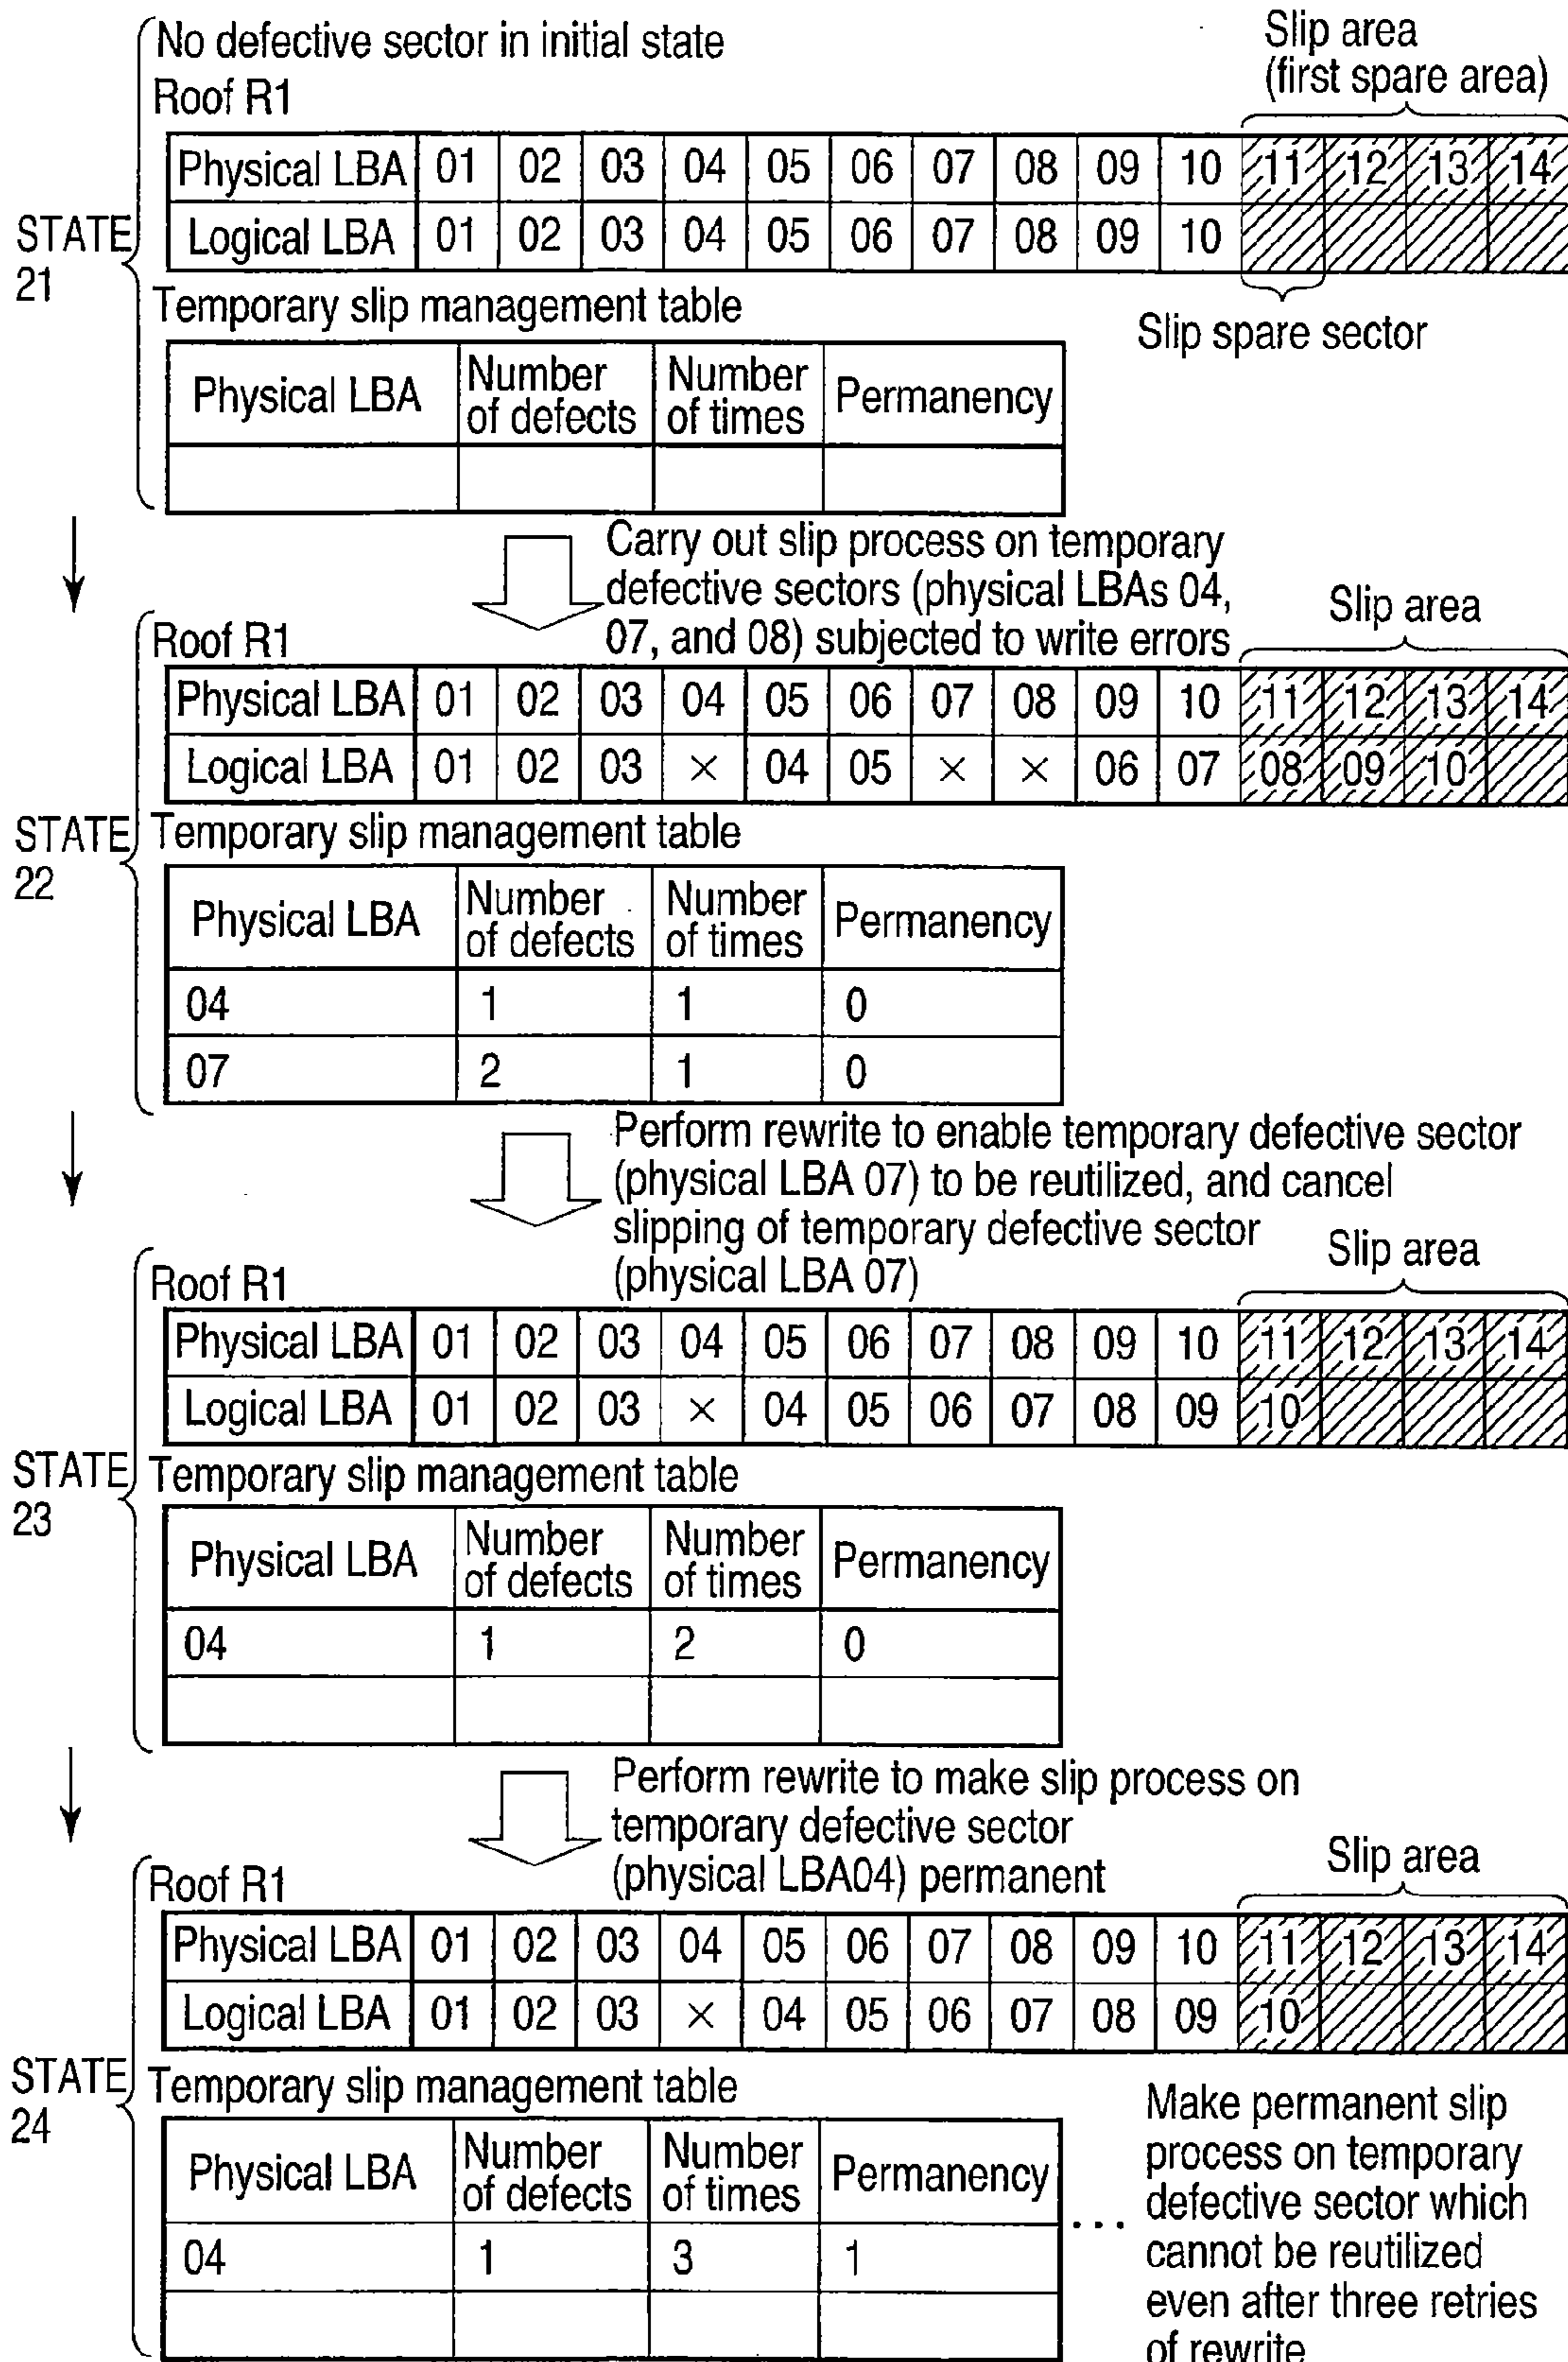 No defective sector in initial state
Slip area
(first spare area)
Roof R1
Physical LBA 01 02 03 04 05 06 07 08 09 10 11 12 13 14
Logical LBA 01 02 03 04 05 06 07 08 09 10
STATE
21
Slip spare sector
Temporary slip management table
Physical LBA Number of defects Number of times Permanency
Carry out slip process on temporary
defective sectors (physical LBAs 04,
07, and 08) subjected to write errors
Slip area
Roof R1
Physical LBA 01 02 03 04 05 06 07 08 09 10 11 12 13 14
Logical LBA 01 02 03 × 04 05 × × 06 07 08 09 10
STATE
22
Temporary slip management table
Physical LBA Number of defects Number of times Permanency
04 1 1 0
07 2 1 0
Perform rewrite to enable temporary defective sector
(physical LBA 07) to be reutilized, and cancel
slipping of temporary defective sector
(physical LBA 07)
Slip area
Roof R1
Physical LBA 01 02 03 04 05 06 07 08 09 10 11 12 13 14
Logical LBA 01 02 03 × 04 05 06 07 08 09 10
STATE
23
Temporary slip management table
Physical LBA Number of defects Number of times Permanency
04 1 2 0
Perform rewrite to make slip process on
temporary defective sector
(physical LBA04) permanent
Slip area
Roof R1
Physical LBA 01 02 03 04 05 06 07 08 09 10 11 12 13 14
Logical LBA 01 02 03 × 04 05 06 07 08 09 10
STATE
24
Temporary slip management table
Physical LBA Number of defects Number of times Permanency
04 1 3 1
... Make permanent slip
process on temporary
defective sector which
cannot be reutilized
even after three retries
of rewrite